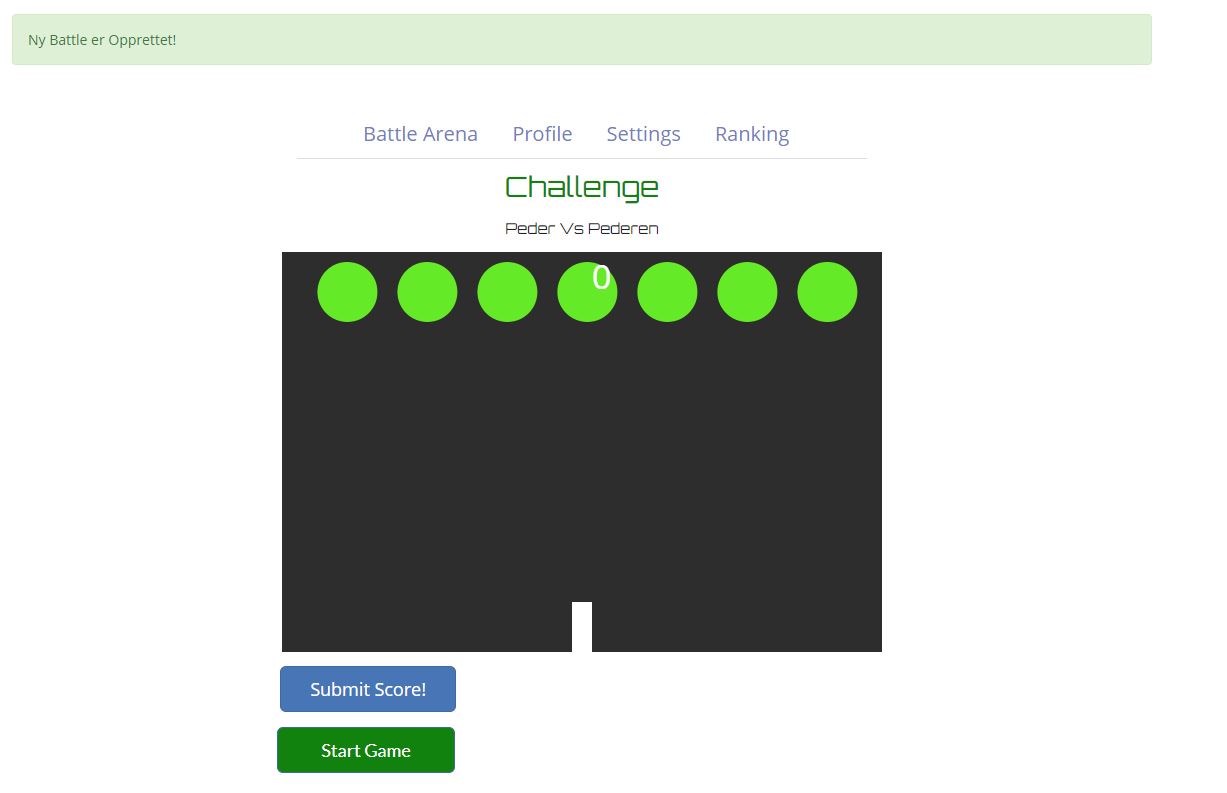 Ny Battle er Opprettet!
Battle Arena Profile Settings Ranking
Challenge
Peder Vs Pederen
0
Submit Score!
Start Game